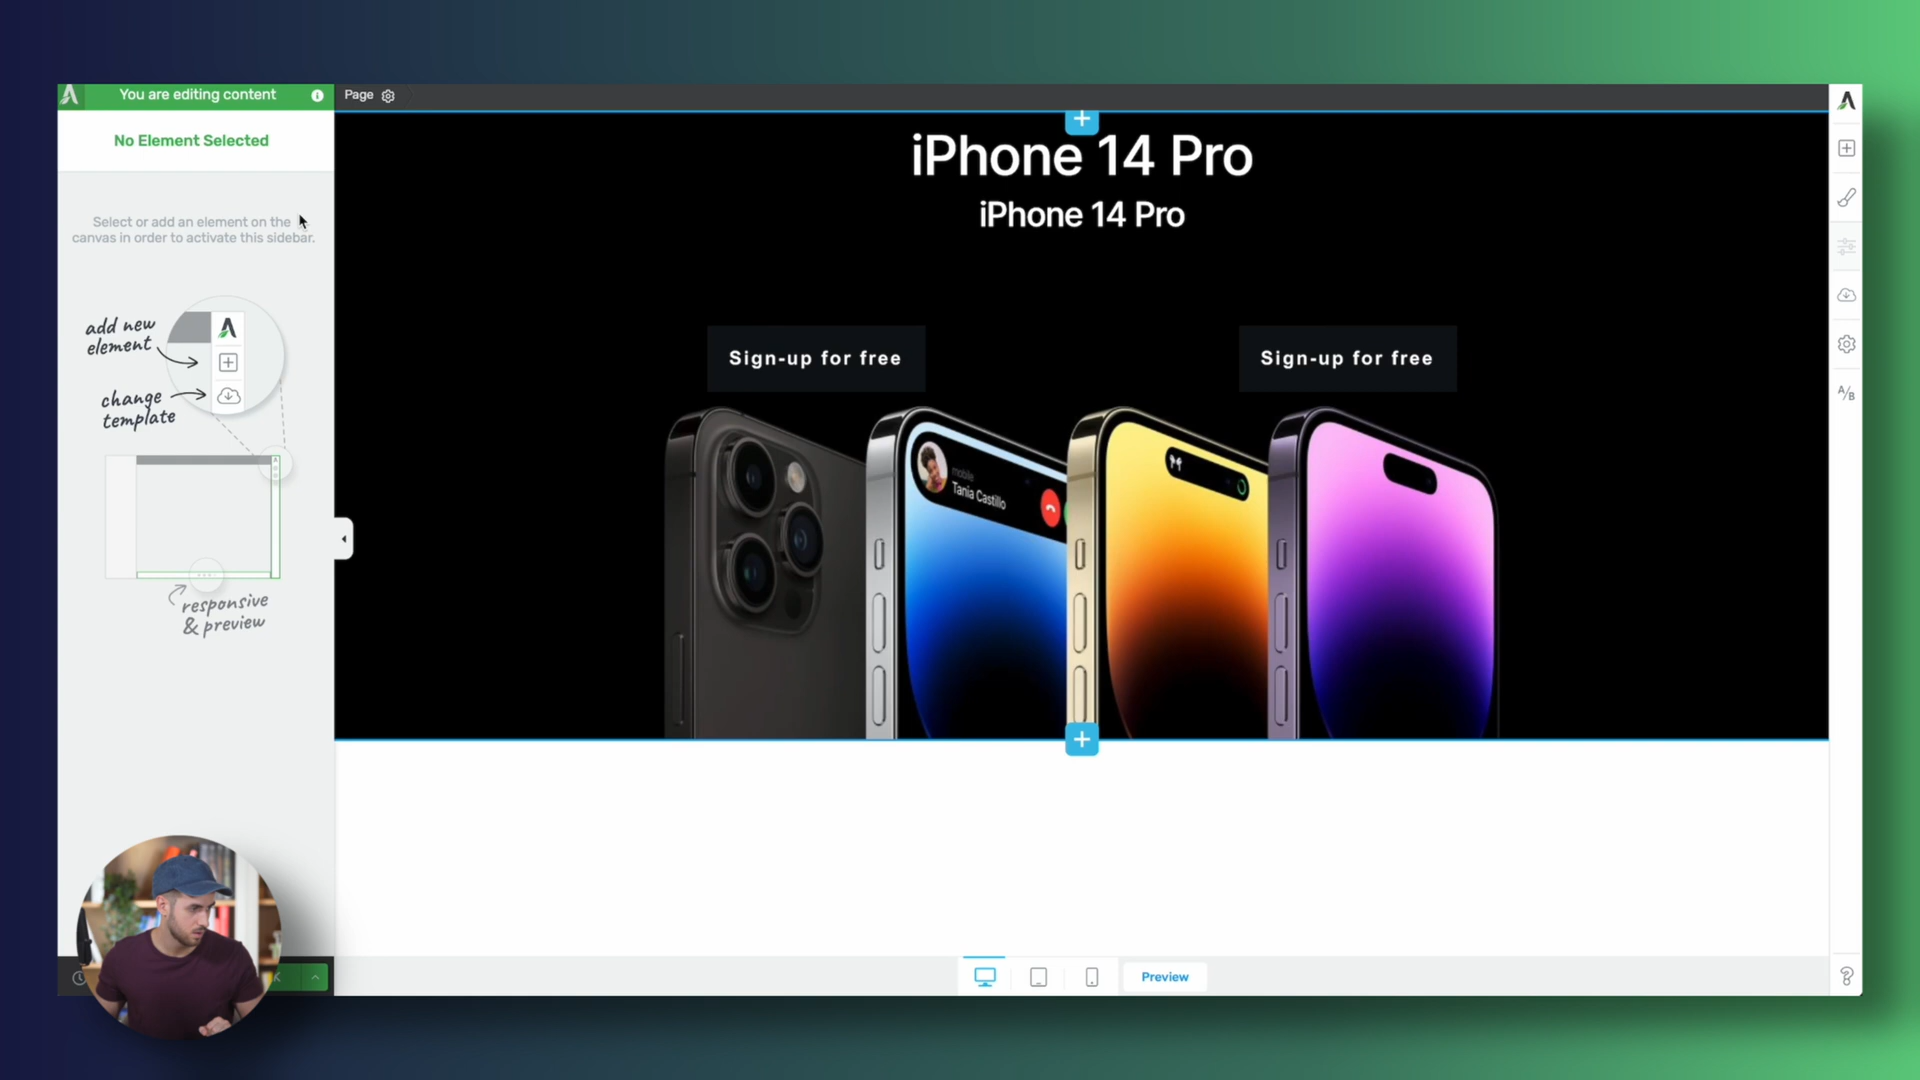 You are editing content
Page
No Element Selected
Select or add an element on the
canvas in order to activate this sidebar.
add new
element
change
template
responsive
& preview
iPhone 14 Pro
iPhone 14 Pro
Sign-up for free
Sign-up for free
mobile
Tania Castillo
A/B
K
Preview